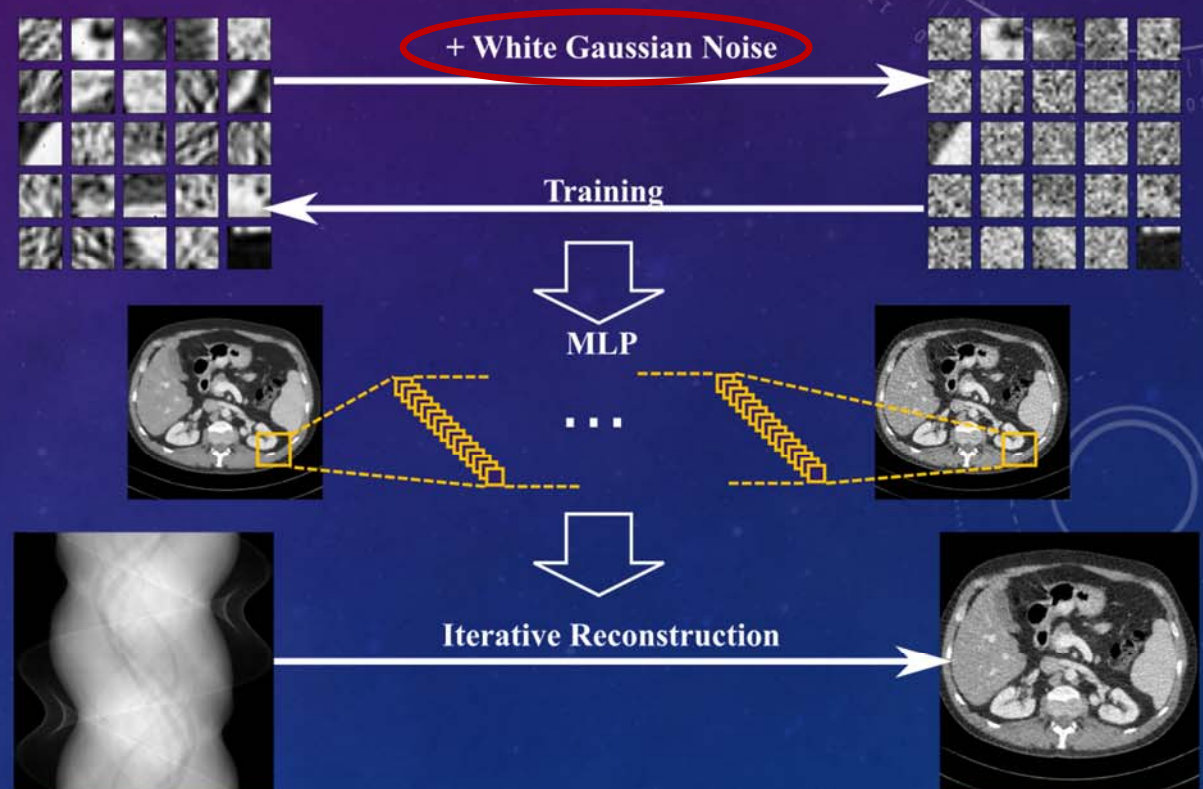 + White Gaussian Noise
Training
MLP
...
Iterative Reconstruction